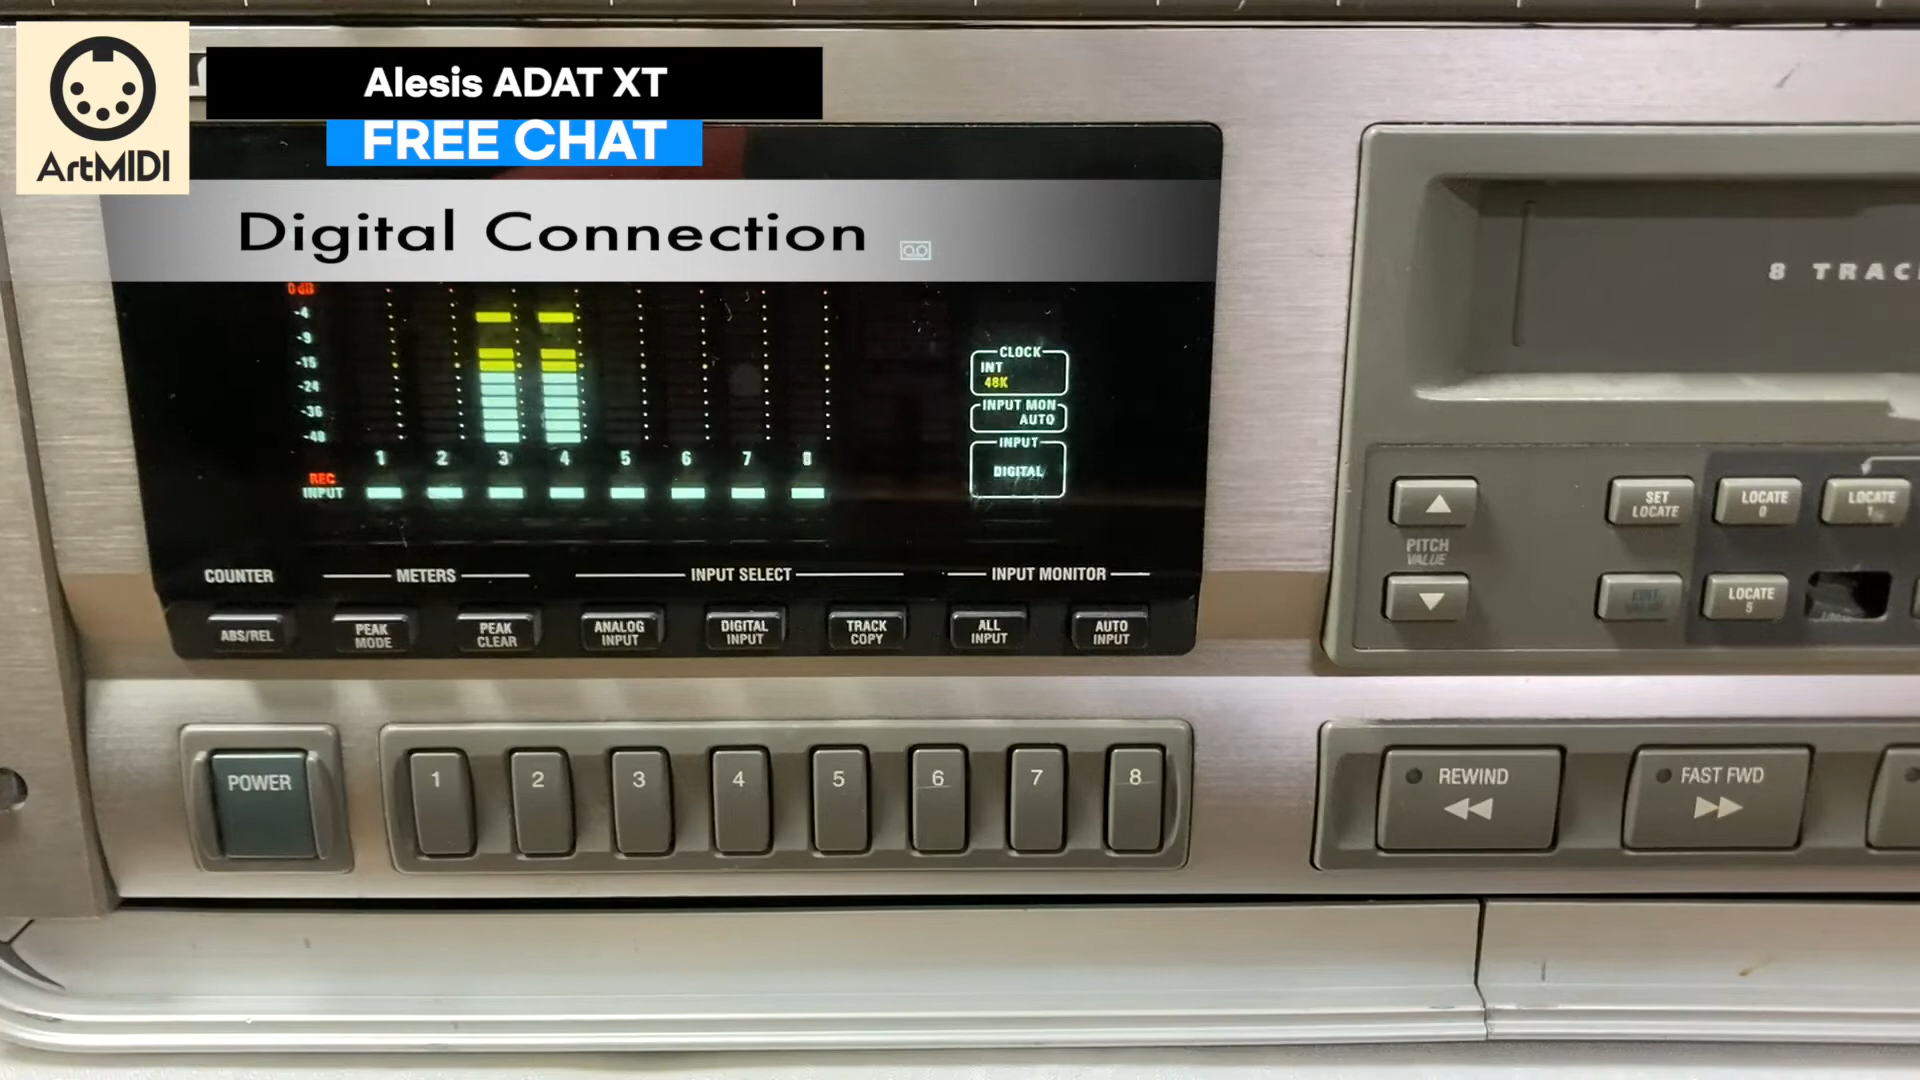 ArtMIDI
Alesis ADAT XT
FREE CHAT
Digital Connection
0dB
-4
-9
-15
-24
-36
-48
1 2 3 4 5 6 7 8
REC
INPUT
CLOCK
INT
48K
INPUT MON
AUTO
INPUT
DIGITAL
COUNTER
METERS
INPUT SELECT
INPUT MONITOR
ABS/REL
PEAK
MODE
PEAK
CLEAR
ANALOG
INPUT
DIGITAL
INPUT
TRACK
COPY
ALL
INPUT
AUTO
INPUT
8 TRAC
PITCH
VALUE
SET
LOCATE
LOCATE
0
LOCATE
1
EDIT
VALUE
LOCATE
5
POWER
1 2 3 4 5 6 7 8
REWIND
FAST FWD